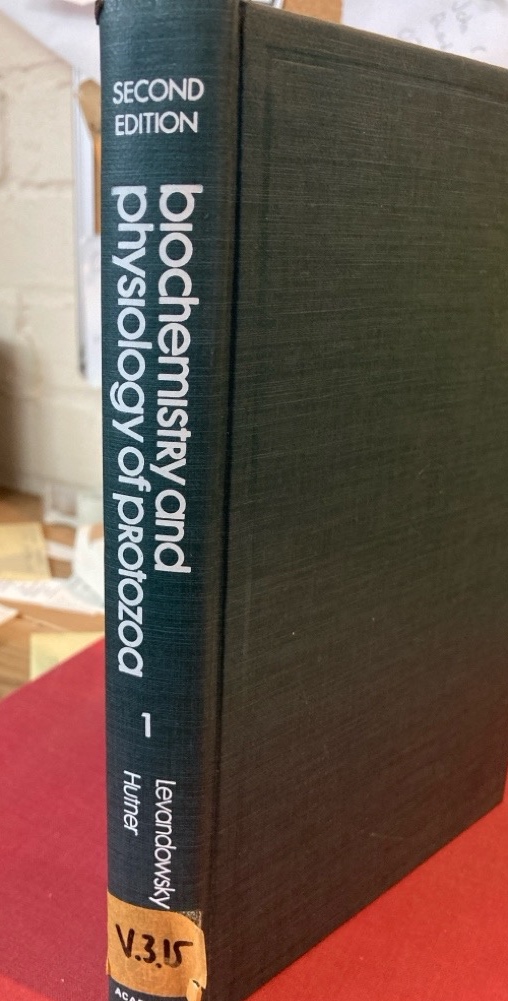 SECOND
EDITION
biochemistry and
physiology of protozoa
1
Levandowsky
Hutner
V.3.15